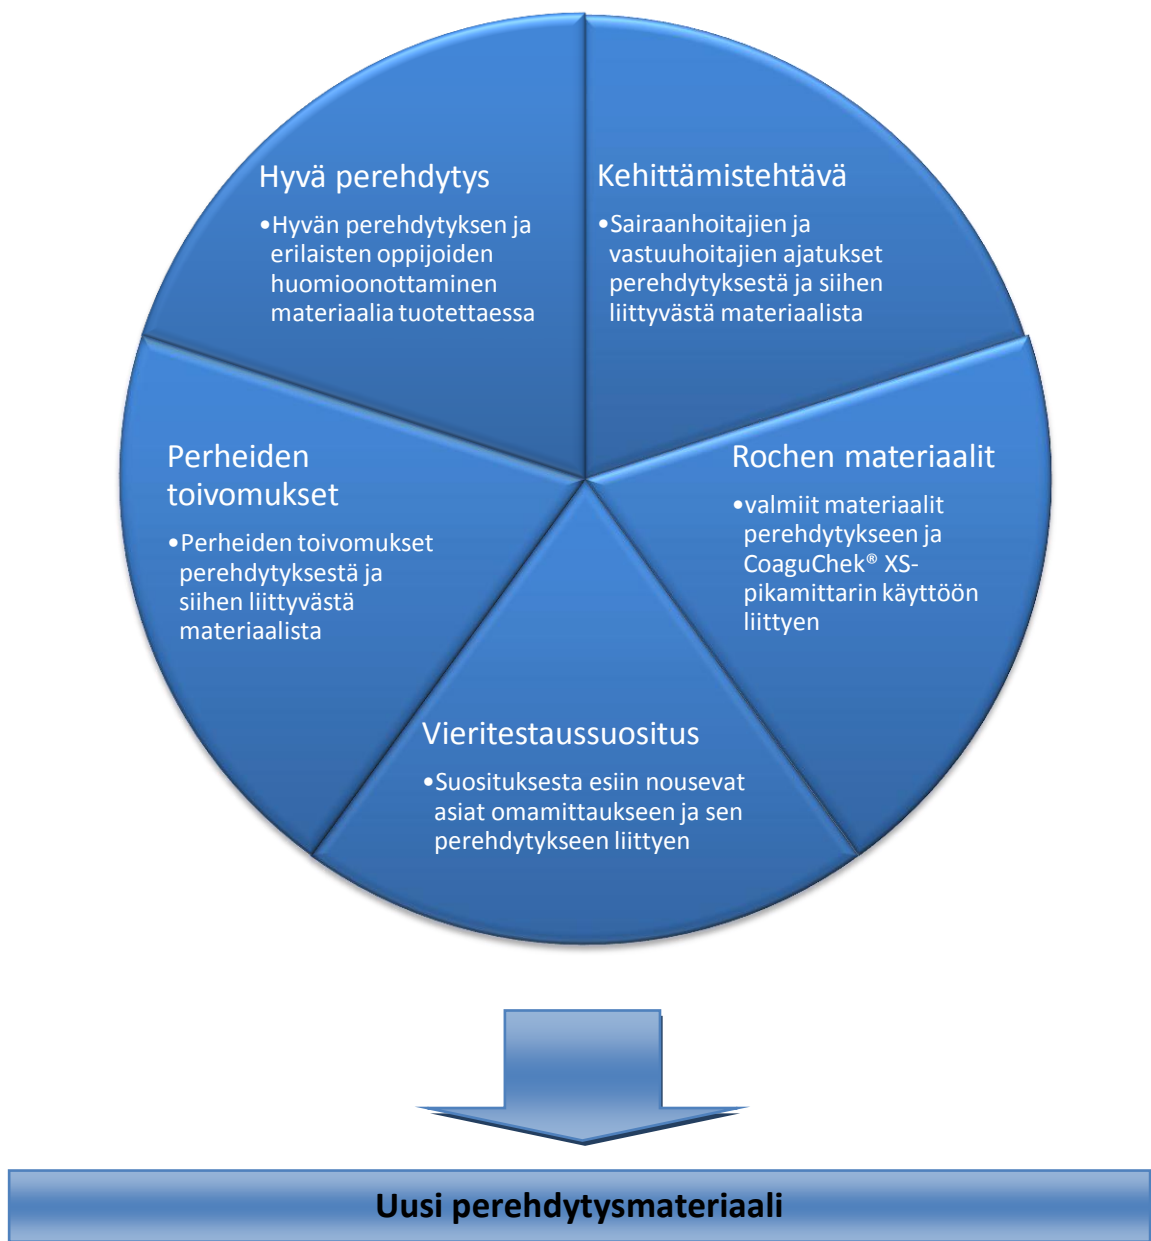 Hyvä perehdytys
•Hyvän perehdytyksen ja
erilaisten oppijoiden
huomioonottaminen
materiaalia tuotettaessa
Kehittämistehtävä
•Sairaanhoitajien ja
vastuuhoitajien ajatukset
perehdytyksestä ja siihen
liittyvästä materiaalista
Perheiden
toivomukset
•Perheiden toivomukset
perehdytyksestä ja
siihen liittyvästä
materiaalista
Rochen materiaalit
•valmiit materiaalit
perehdytykseen ja
CoaguChek® XS-
pikamittarin käyttöön
liittyen
Vieritestaussuositus
•Suosituksesta esiin nousevat
asiat omamittaukseen ja sen
perehdytykseen liittyen
Uusi perehdytysmateriaali